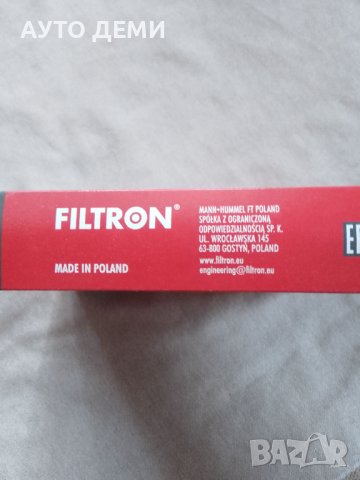 АУТО ДЕМИ
FILTRON®
MADE IN POLAND
MANN+HUMMEL FT POLAND
SPÓŁKA Z OGRANICZONĄ
ODPOWIEDZIALNOŚCIĄ SP. K.
UL. WROCŁAWSKA 145
63-800 GOSTYŃ, POLAND
www.filtron.eu
engineering@filtron.eu
BAZAR